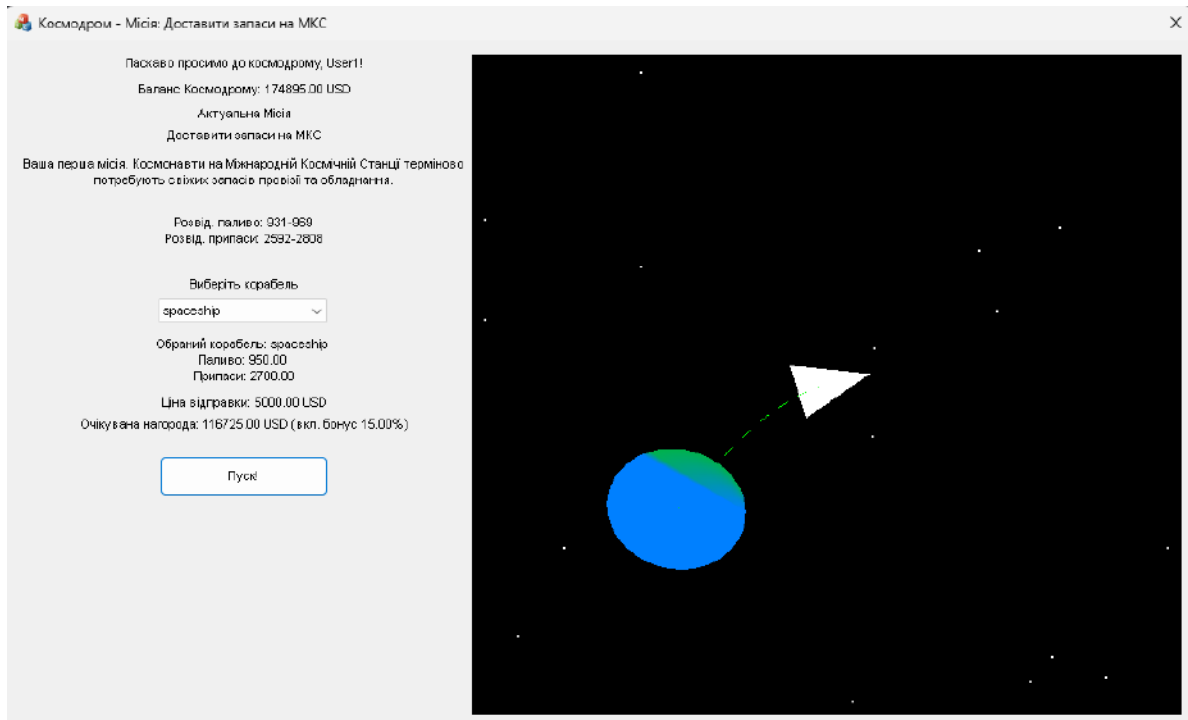 Космодром - Місія: Доставити запаси на МКС
Ласкаво просимо до космодрому, User1!
Баланс Космодрому: 174895.00 USD
Актуальна Місія
Доставити запаси на МКС
Ваша перша місія. Космонавти на Міжнародній Космічній Станції терміново
потребують свіжих запасів провізії та обладнання.
Розвід. паливо: 931-969
Розвід. припаси: 2592-2808
Виберіть корабель
spaceship
Обраний корабель: spaceship
Паливо: 950.00
Припаси: 2700.00
Ціна відправки: 5000.00 USD
Очікувана нагорода: 116725.00 USD (вкл. бонус 15.00%)
Пуск!